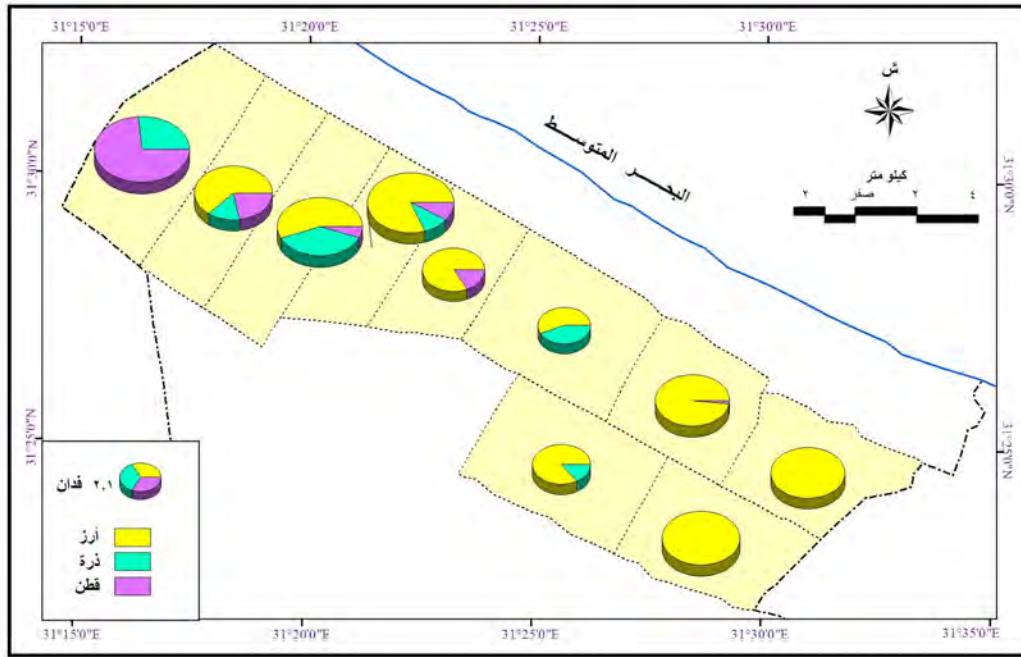 31°15'0"E 31°20'0"E 31°25'0"E 31°30'0"E
ش
البحـــر المتوســـط
31°30'0"N 31°30'0"N
كيلو متر
٢ صفر ٢ ٤
31°25'0"N 31°25'0"N
٢,١ فدان
أرز
ذرة
قطن
31°15'0"E 31°20'0"E 31°25'0"E 31°30'0"E 31°35'0"E